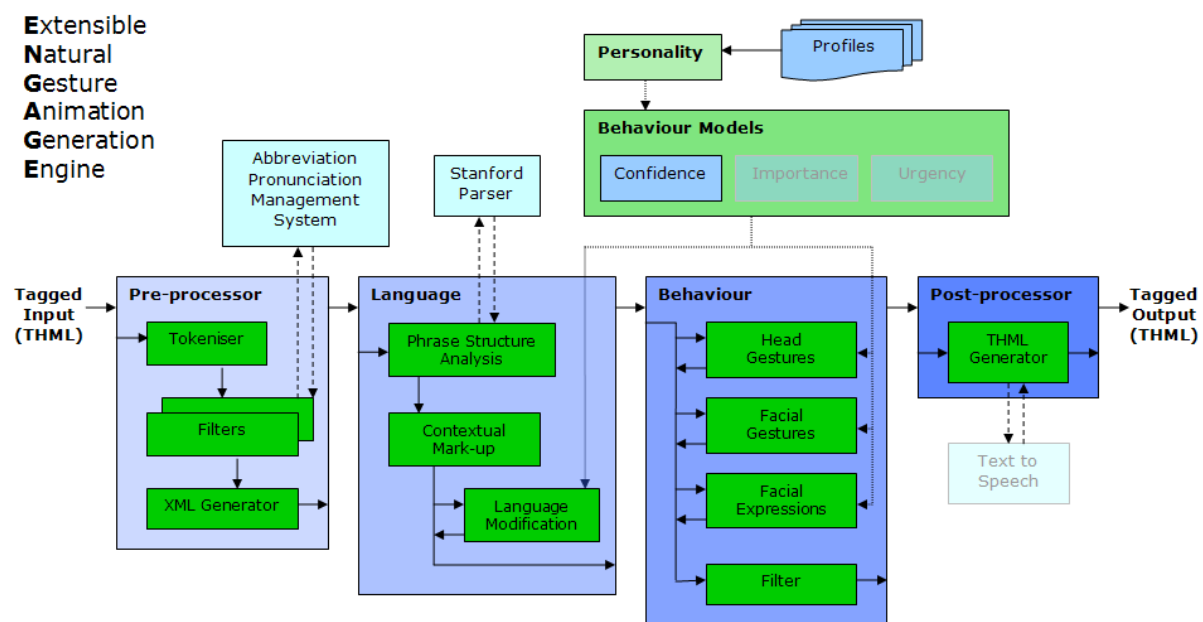 Extensible
Natural
Gesture
Animation
Generation
Engine
Personality
Profiles
Behaviour Models
Confidence
Importance
Urgency
Abbreviation
Pronunciation
Management
System
Stanford
Parser
Tagged
Input
(THML)
Pre-processor
Tokeniser
Filters
XML Generator
Language
Phrase Structure
Analysis
Contextual
Mark-up
Language
Modification
Behaviour
Head
Gestures
Facial
Gestures
Facial
Expressions
Filter
Post-processor
THML
Generator
Text to
Speech
Tagged
Output
(THML)